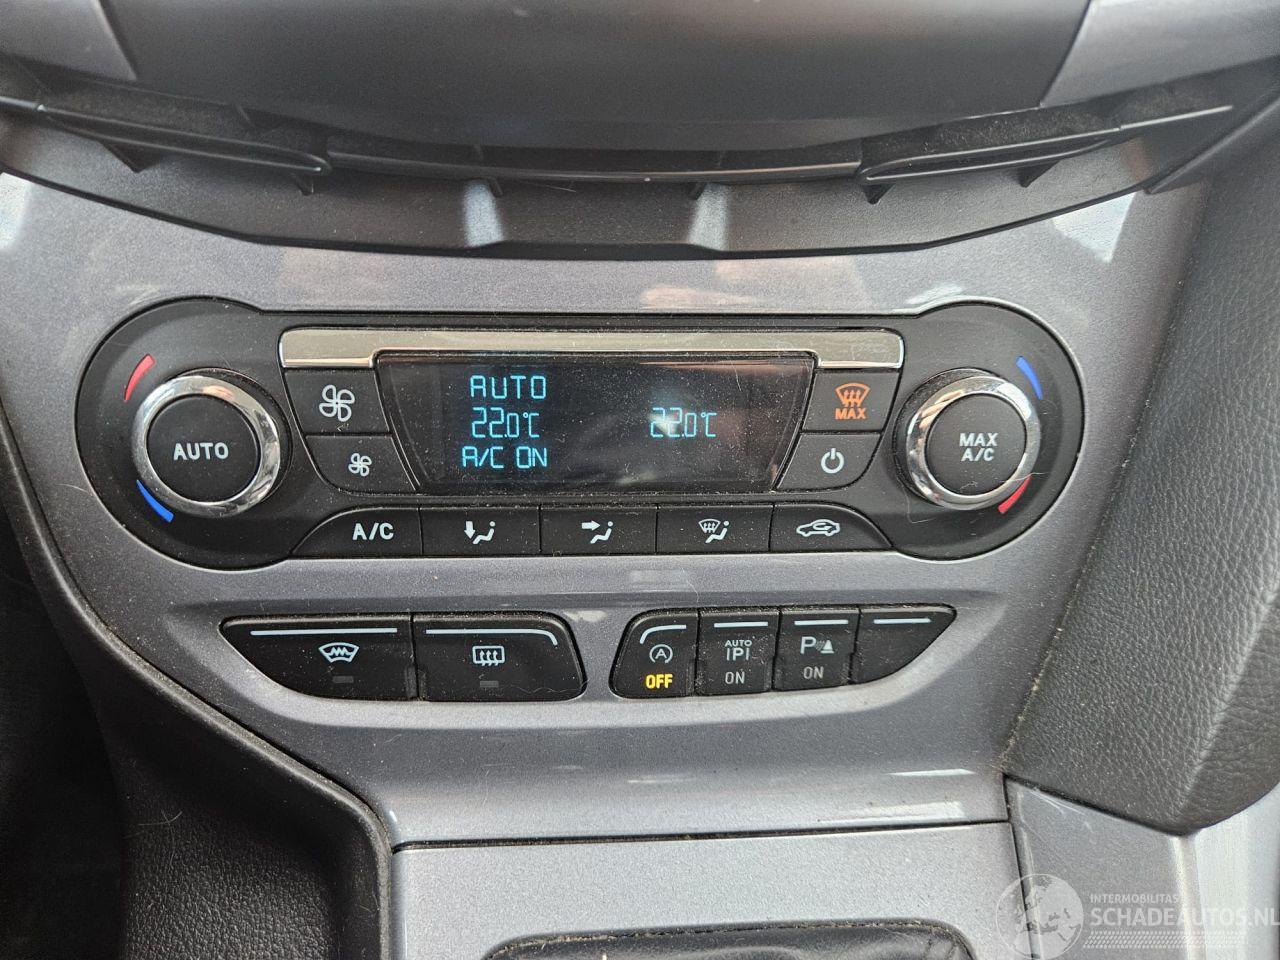 AUTO
22.0°C 22.0°C
A/C ON
MAX
AUTO
MAX
A/C
A/C
A
OFF
AUTO
P
ON
P
ON
INTERMOBILITAS
SCHADEAUTOS.NL